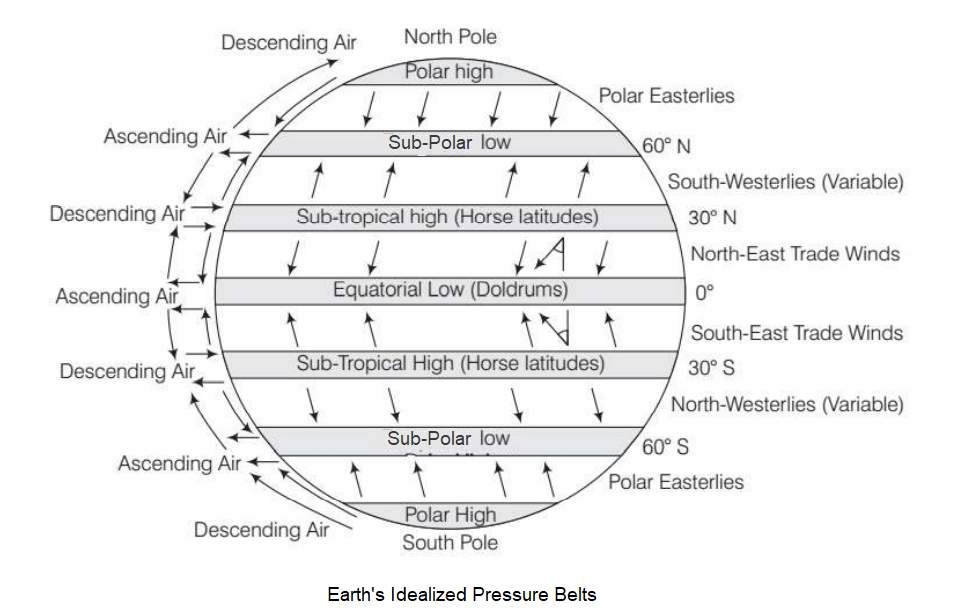 North Pole
Descending Air
Polar high
Polar Easterlies
Ascending Air
Sub-Polar low
60° N
South-Westerlies (Variable)
Descending Air
Sub-tropical high (Horse latitudes)
30° N
North-East Trade Winds
Ascending Air
Equatorial Low (Doldrums)
0°
South-East Trade Winds
Descending Air
Sub-Tropical High (Horse latitudes)
30° S
North-Westerlies (Variable)
Sub-Polar low
60° S
Ascending Air
Polar Easterlies
Descending Air
Polar High
South Pole
Earth's Idealized Pressure Belts